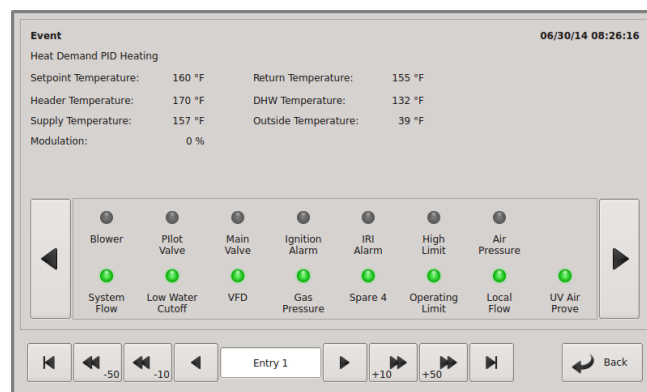 Event 06/30/14 08:26:16
Heat Demand PID Heating
Setpoint Temperature: 160 °F Return Temperature: 155 °F
Header Temperature: 170 °F DHW Temperature: 132 °F
Supply Temperature: 157 °F Outside Temperature: 39 °F
Modulation: 0 %
Blower PIlot Main Ignition IRI High Air
Valve Valve Alarm Alarm Limit Pressure
System Low Water VFD Gas Spare 4 Operating Local UV Air
Flow Cutoff Pressure Limit Flow Prove
-50 -10 Entry 1 +10 +50 Back